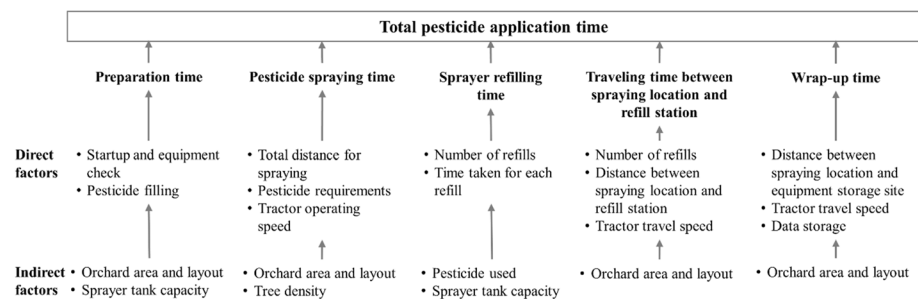 Total pesticide application time
Preparation time
Pesticide spraying time
Sprayer refilling
time
Traveling time between
spraying location and
refill station
Wrap-up time
Direct
factors
• Startup and equipment
check
• Pesticide filling
• Total distance for
spraying
• Pesticide requirements
• Tractor operating
speed
• Number of refills
• Time taken for each
refill
• Number of refills
• Distance between
spraying location and
refill station
• Tractor travel speed
• Distance between
spraying location and
equipment storage site
• Tractor travel speed
• Data storage
Indirect
factors
• Orchard area and layout
• Sprayer tank capacity
• Orchard area and layout
• Tree density
• Pesticide used
• Sprayer tank capacity
• Orchard area and layout
• Orchard area and layout